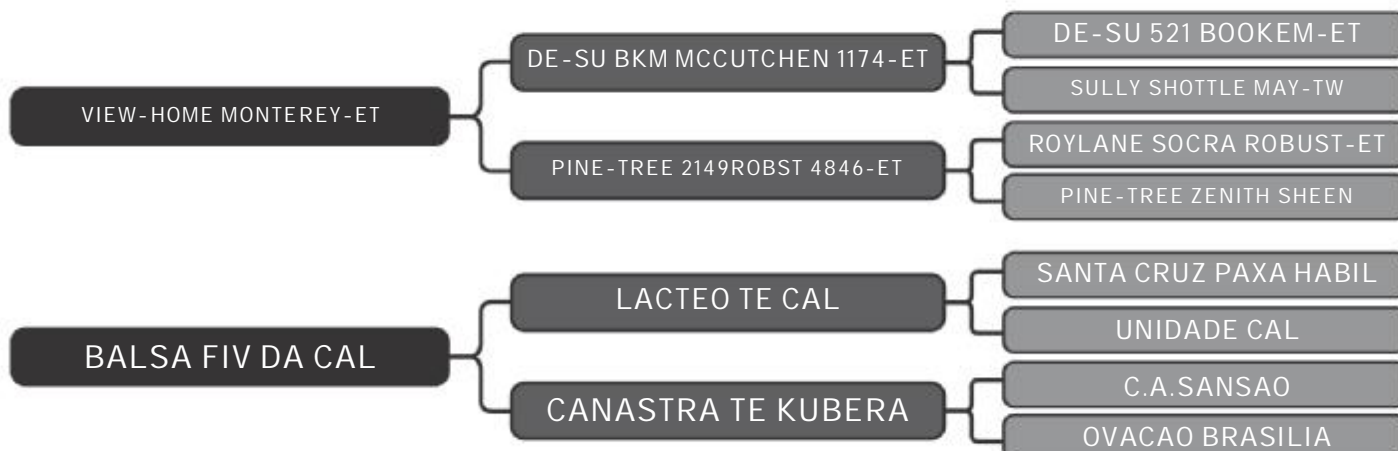 VIEW-HOME MONTEREY-ET
DE-SU BKM MCCUTCHEN 1174-ET
DE-SU 521 BOOKEM-ET
SULLY SHOTTLE MAY-TW
PINE-TREE 2149ROBST 4846-ET
ROYLANE SOCRA ROBUST-ET
PINE-TREE ZENITH SHEEN
BALSA FIV DA CAL
LACTEO TE CAL
SANTA CRUZ PAXA HABIL
UNIDADE CAL
CANASTRA TE KUBERA
C.A.SANSAO
OVACAO BRASILIA